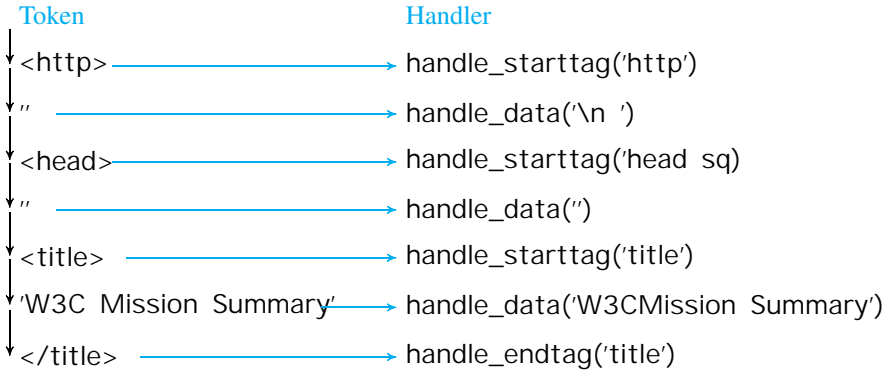 Token Handler
<http> handle_starttag('http')
'' handle_data('\n ')
<head> handle_starttag('head sq)
'' handle_data('')
<title> handle_starttag('title')
'W3C Mission Summary' handle_data('W3CMission Summary')
</title> handle_endtag('title')